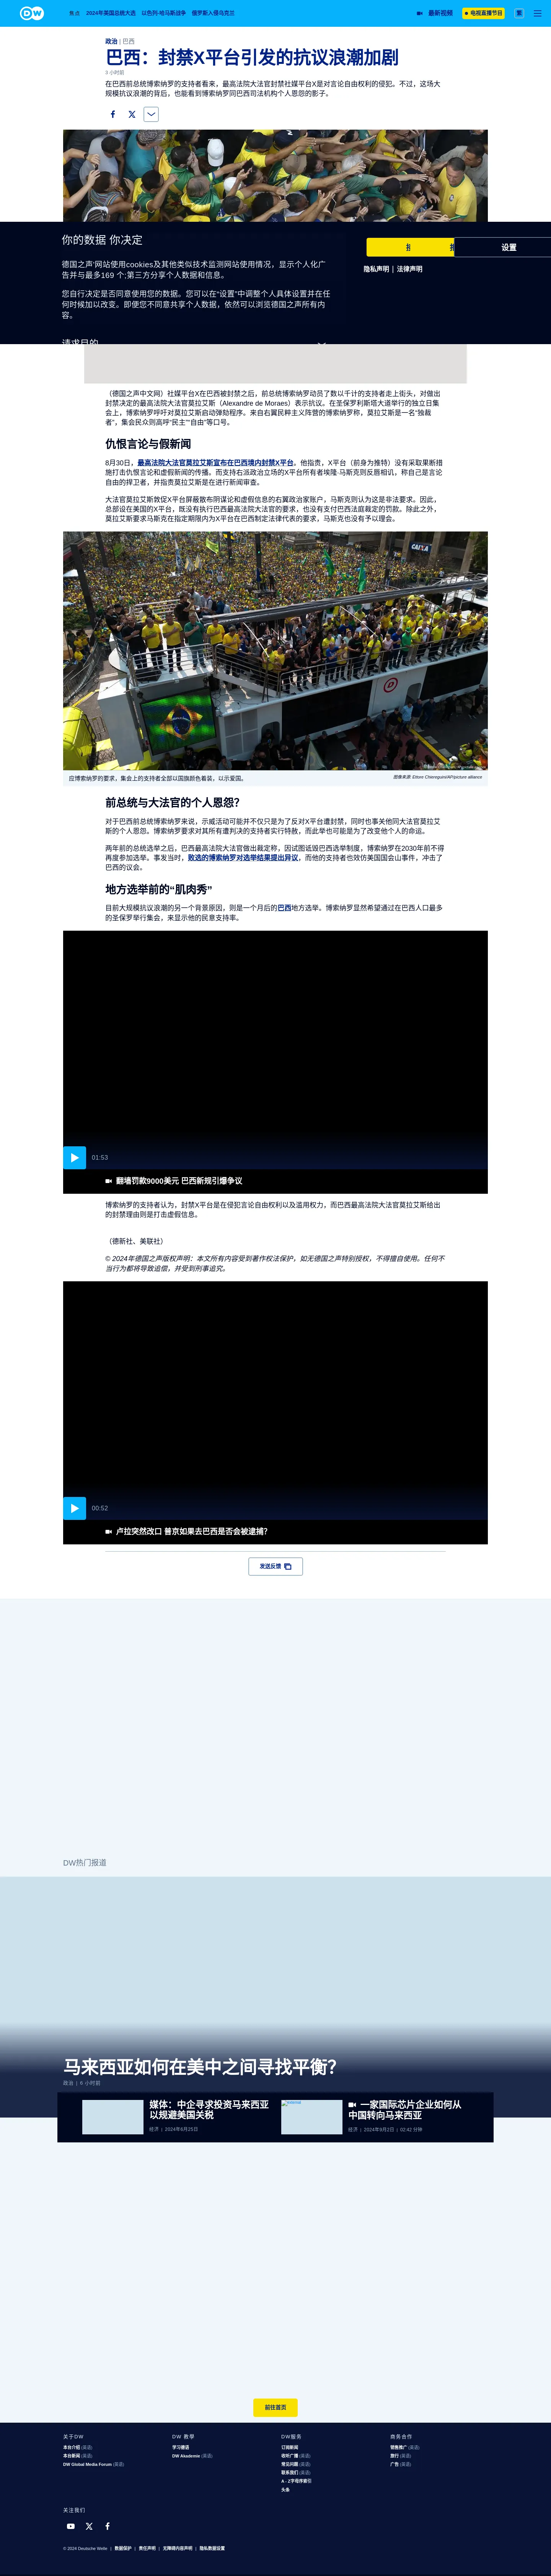 DW
焦点
2024年美国总统大选
以色列-哈马斯战争
俄罗斯入侵乌克兰
最新视频
电视直播节目
繁
政治 | 巴西
巴西：封禁X平台引发的抗议浪潮加剧
3 小时前
在巴西前总统博索纳罗的支持者看来，最高法院大法官封禁社媒平台X是对言论自由权利的侵犯。不过，这场大
规模抗议浪潮的背后，也能看到博索纳罗同巴西司法机构个人恩怨的影子。
你的数据 你决定
德国之声'网站使用cookies及其他类似技术监测网站使用情况，显示个人化广
告并与最多169 个;第三方分享个人数据和信息。
您自行决定是否同意使用您的数据。您可以在“设置”中调整个人具体设置并在任
何时候加以改变。即便您不同意共享个人数据，依然可以浏览德国之声所有内
容。
请求目的
设置
隐私声明 | 法律声明
（德国之声中文网）社媒平台X在巴西被封禁之后，前总统博索纳罗动员了数以千计的支持者走上街头，对做出
封禁决定的最高法院大法官莫拉斯（Alexandre de Moraes）表示抗议。在圣保罗利斯塔大道举行的独立日集
会上，博索纳罗呼吁对莫拉艾斯启动弹劾程序。来自右翼民粹主义阵营的博索纳罗称，莫拉艾斯是一名“独裁
者”，集会民众则高呼“民主”“自由”等口号。
仇恨言论与假新闻
8月30日，最高法院大法官莫拉艾斯宣布在巴西境内封禁X平台。他指责，X平台（前身为推特）没有采取果断措
施打击仇恨言论和虚假新闻的传播。而支持右派政治立场的X平台所有者埃隆·马斯克则反唇相讥，称自己是言论
自由的捍卫者，并指责莫拉艾斯是在进行新闻审查。
大法官莫拉艾斯敦促X平台屏蔽散布阴谋论和虚假信息的右翼政治家账户，马斯克则认为这是非法要求。因此，
总部设在美国的X平台，既没有执行巴西最高法院大法官的要求，也没有支付巴西法庭裁定的罚款。除此之外，
莫拉艾斯要求马斯克在指定期限内为X平台在巴西制定法律代表的要求，马斯克也没有予以理会。
CAIXA
应博索纳罗的要求，集会上的支持者全部以国旗颜色着装，以示爱国。
图像来源: Ettore Chiereguini/AP/picture alliance
前总统与大法官的个人恩怨？
对于巴西前总统博索纳罗来说，示威活动可能并不仅只是为了反对X平台遭封禁，同时也事关他同大法官莫拉艾
斯的个人恩怨。博索纳罗要求对其所有遭判决的支持者实行特赦，而此举也可能是为了改变他个人的命运。
两年前的总统选举之后，巴西最高法院大法官做出裁定称，因试图诋毁巴西选举制度，博索纳罗在2030年前不得
再度参加选举。事发当时，败选的博索纳罗对选举结果提出异议，而他的支持者也效仿美国国会山事件，冲击了
巴西的议会。
地方选举前的“肌肉秀”
目前大规模抗议浪潮的另一个背景原因，则是一个月后的巴西地方选举。博索纳罗显然希望通过在巴西人口最多
的圣保罗举行集会，来显示他的民意支持率。
01:53
翻墙罚款9000美元 巴西新规引爆争议
博索纳罗的支持者认为，封禁X平台是在侵犯言论自由权利以及滥用权力，而巴西最高法院大法官莫拉艾斯给出
的封禁理由则是打击虚假信息。
（德新社、美联社）
© 2024年德国之声版权声明：本文所有内容受到著作权法保护，如无德国之声特别授权，不得擅自使用。任何不
当行为都将导致追偿，并受到刑事追究。
00:52
卢拉突然改口 普京如果去巴西是否会被逮捕？
发送反馈
DW热门报道
马来西亚如何在美中之间寻找平衡？
政治 | 6 小时前
媒体：中企寻求投资马来西亚
以规避美国关税
经济 | 2024年6月25日
一家国际芯片企业如何从
中国转向马来西亚
经济 | 2024年9月2日 | 02:42 分钟
前往首页
关于DW
本台介绍 (英语)
本台新闻 (英语)
DW Global Media Forum (英语)
DW 教學
学习德语
DW Akademie (英语)
DW服务
订阅新闻
收听广播 (英语)
常见问题 (英语)
联系我们 (英语)
A - Z字母序索引
头条
商务合作
销售推广 (英语)
旅行 (英语)
广告 (英语)
关注我们
© 2024 Deutsche Welle | 数据保护 | 责任声明 | 无障碍内容声明 | 隐私数据设置